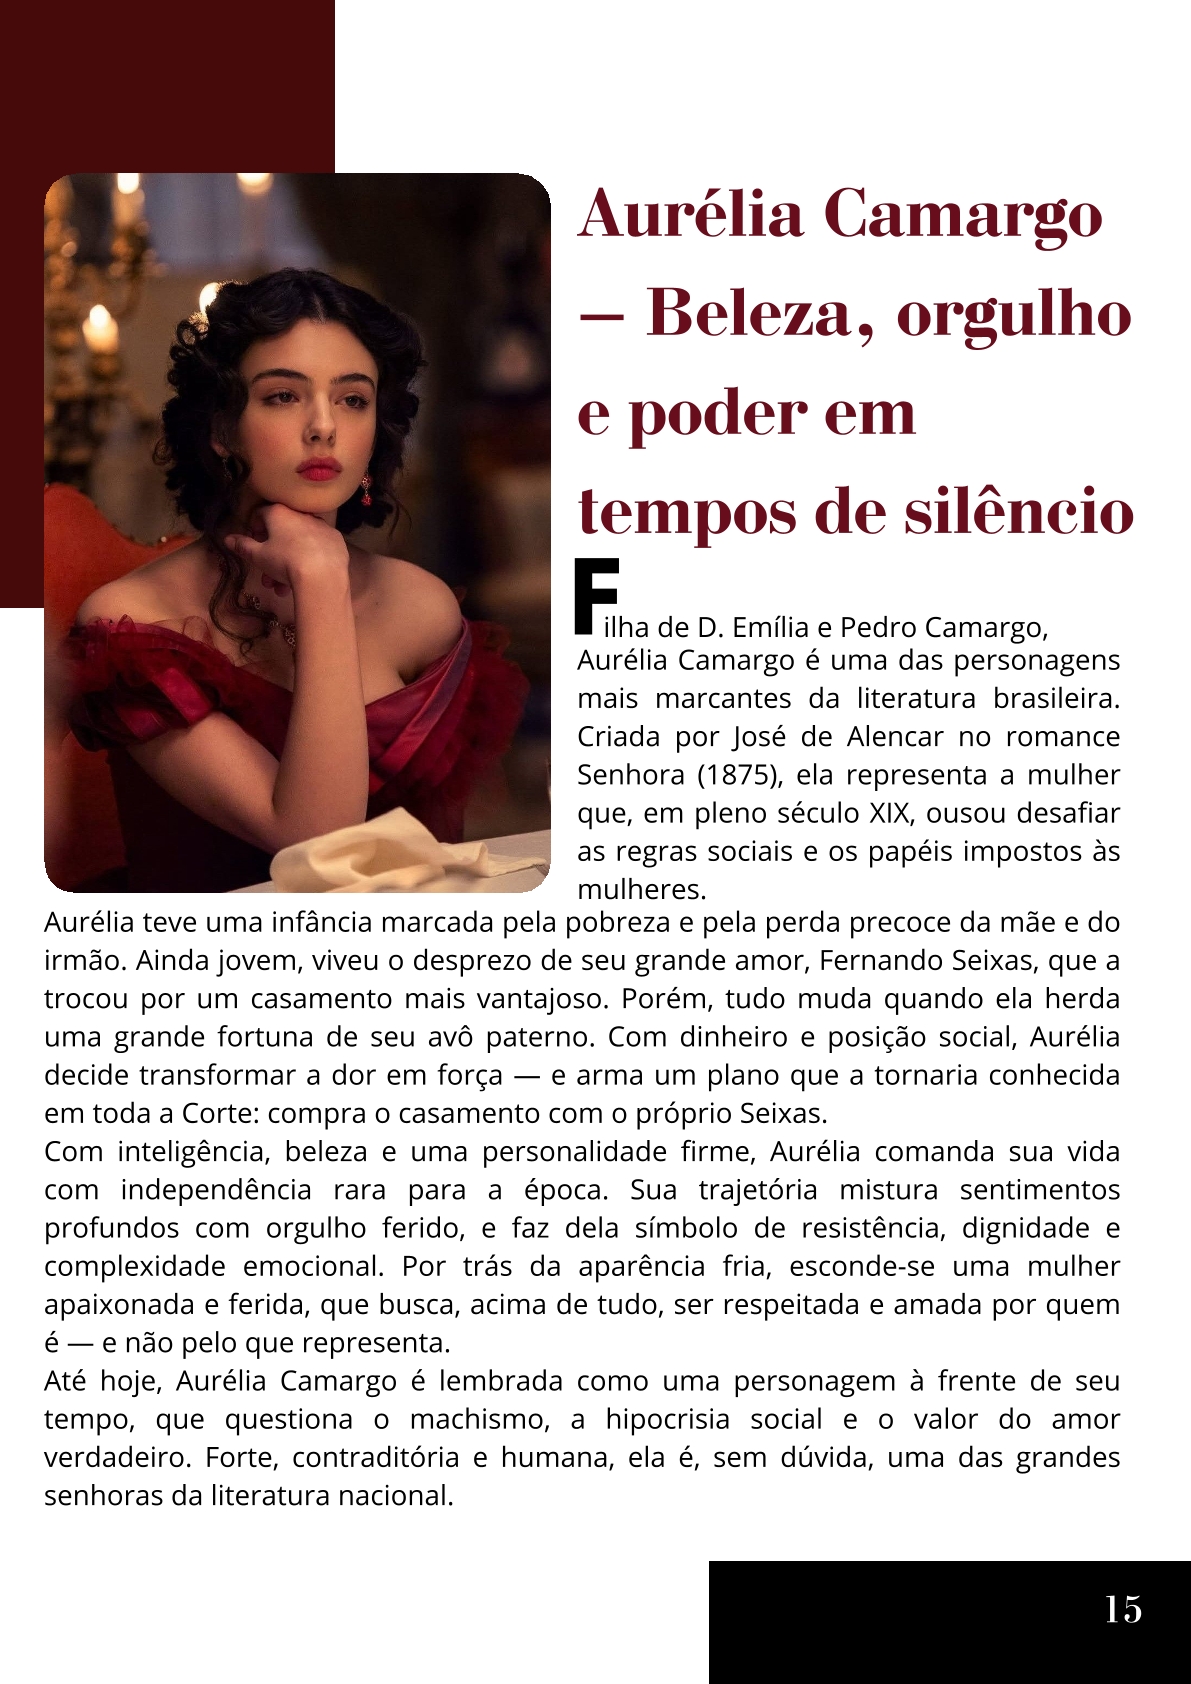 Aurélia Camargo
– Beleza, orgulho
e poder em
tempos de silêncio
Filha de D. Emília e Pedro Camargo,
Aurélia Camargo é uma das personagens
mais marcantes da literatura brasileira.
Criada por José de Alencar no romance
Senhora (1875), ela representa a mulher
que, em pleno século XIX, ousou desafiar
as regras sociais e os papéis impostos às
mulheres.
Aurélia teve uma infância marcada pela pobreza e pela perda precoce da mãe e do
irmão. Ainda jovem, viveu o desprezo de seu grande amor, Fernando Seixas, que a
trocou por um casamento mais vantajoso. Porém, tudo muda quando ela herda
uma grande fortuna de seu avô paterno. Com dinheiro e posição social, Aurélia
decide transformar a dor em força — e arma um plano que a tornaria conhecida
em toda a Corte: compra o casamento com o próprio Seixas.
Com inteligência, beleza e uma personalidade firme, Aurélia comanda sua vida
com independência rara para a época. Sua trajetória mistura sentimentos
profundos com orgulho ferido, e faz dela símbolo de resistência, dignidade e
complexidade emocional. Por trás da aparência fria, esconde-se uma mulher
apaixonada e ferida, que busca, acima de tudo, ser respeitada e amada por quem
é — e não pelo que representa.
Até hoje, Aurélia Camargo é lembrada como uma personagem à frente de seu
tempo, que questiona o machismo, a hipocrisia social e o valor do amor
verdadeiro. Forte, contraditória e humana, ela é, sem dúvida, uma das grandes
senhoras da literatura nacional.
15